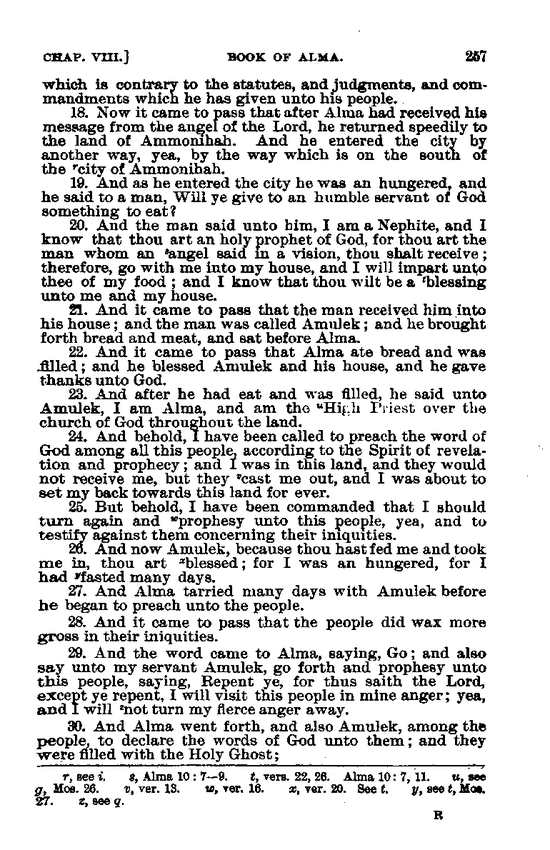 CHAP. VIII.] BOOK OF ALMA. 257
which is contrary to the statutes, and judgments, and com-
mandments which he has given unto his people.
18. Now it came to pass that after Alma had received his
message from the angel of the Lord, he returned speedily to
the land of Ammonihah. And he entered the city by
another way, yea, by the way which is on the south of
the ʳcity of Ammonihah.
19. And as he entered the city he was an hungered, and
he said to a man, Will ye give to an humble servant of God
something to eat?
20. And the man said unto him, I am a Nephite, and I
know that thou art an holy prophet of God, for thou art the
man whom an ˢangel said in a vision, thou shalt receive;
therefore, go with me into my house, and I will impart unto
thee of my food; and I know that thou wilt be a ᵗblessing
unto me and my house.
21. And it came to pass that the man received him into
his house; and the man was called Amulek; and he brought
forth bread and meat, and sat before Alma.
22. And it came to pass that Alma ate bread and was
filled; and he blessed Amulek and his house, and he gave
thanks unto God.
23. And after he had eat and was filled, he said unto
Amulek, I am Alma, and am the ᵘHigh Priest over the
church of God throughout the land.
24. And behold, I have been called to preach the word of
God among all this people, according to the Spirit of revela-
tion and prophecy; and I was in this land, and they would
not receive me, but they ᵛcast me out, and I was about to
set my back towards this land for ever.
25. But behold, I have been commanded that I should
turn again and ʷprophesy unto this people, yea, and to
testify against them concerning their iniquities.
26. And now Amulek, because thou hast fed me and took
me in, thou art ˣblessed; for I was an hungered, for I
had ʸfasted many days.
27. And Alma tarried many days with Amulek before
he began to preach unto the people.
28. And it came to pass that the people did wax more
gross in their iniquities.
29. And the word came to Alma, saying, Go; and also
say unto my servant Amulek, go forth and prophesy unto
this people, saying, Repent ye, for thus saith the Lord,
except ye repent, I will visit this people in mine anger; yea,
and I will ᶻnot turn my fierce anger away.
30. And Alma went forth, and also Amulek, among the
people, to declare the words of God unto them; and they
were filled with the Holy Ghost;
r, see i. s, Alma 10: 7—9. t, vers. 22, 26. Alma 10: 7, 11. u, see
g, Mos. 26. v, ver. 13. w, ver. 16. x, ver. 20. See t. y, see t, Mos.
27. z, see q.
R